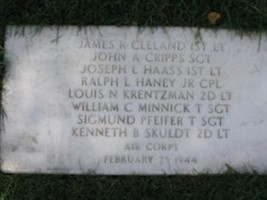 JAMES R CLELAND 1ST LT
JOHN A CRIPPS SGT
JOSEPH L HAASS 1ST LT
RALPH L HANEY JR CPL
LOUIS N KRENTZMAN 2D LT
WILLIAM C MINNICK T SGT
SIGMUND PFEIFER T SGT
KENNETH B SKULDT 2D LT
AIR CORPS
FEBRUARY 25 1944